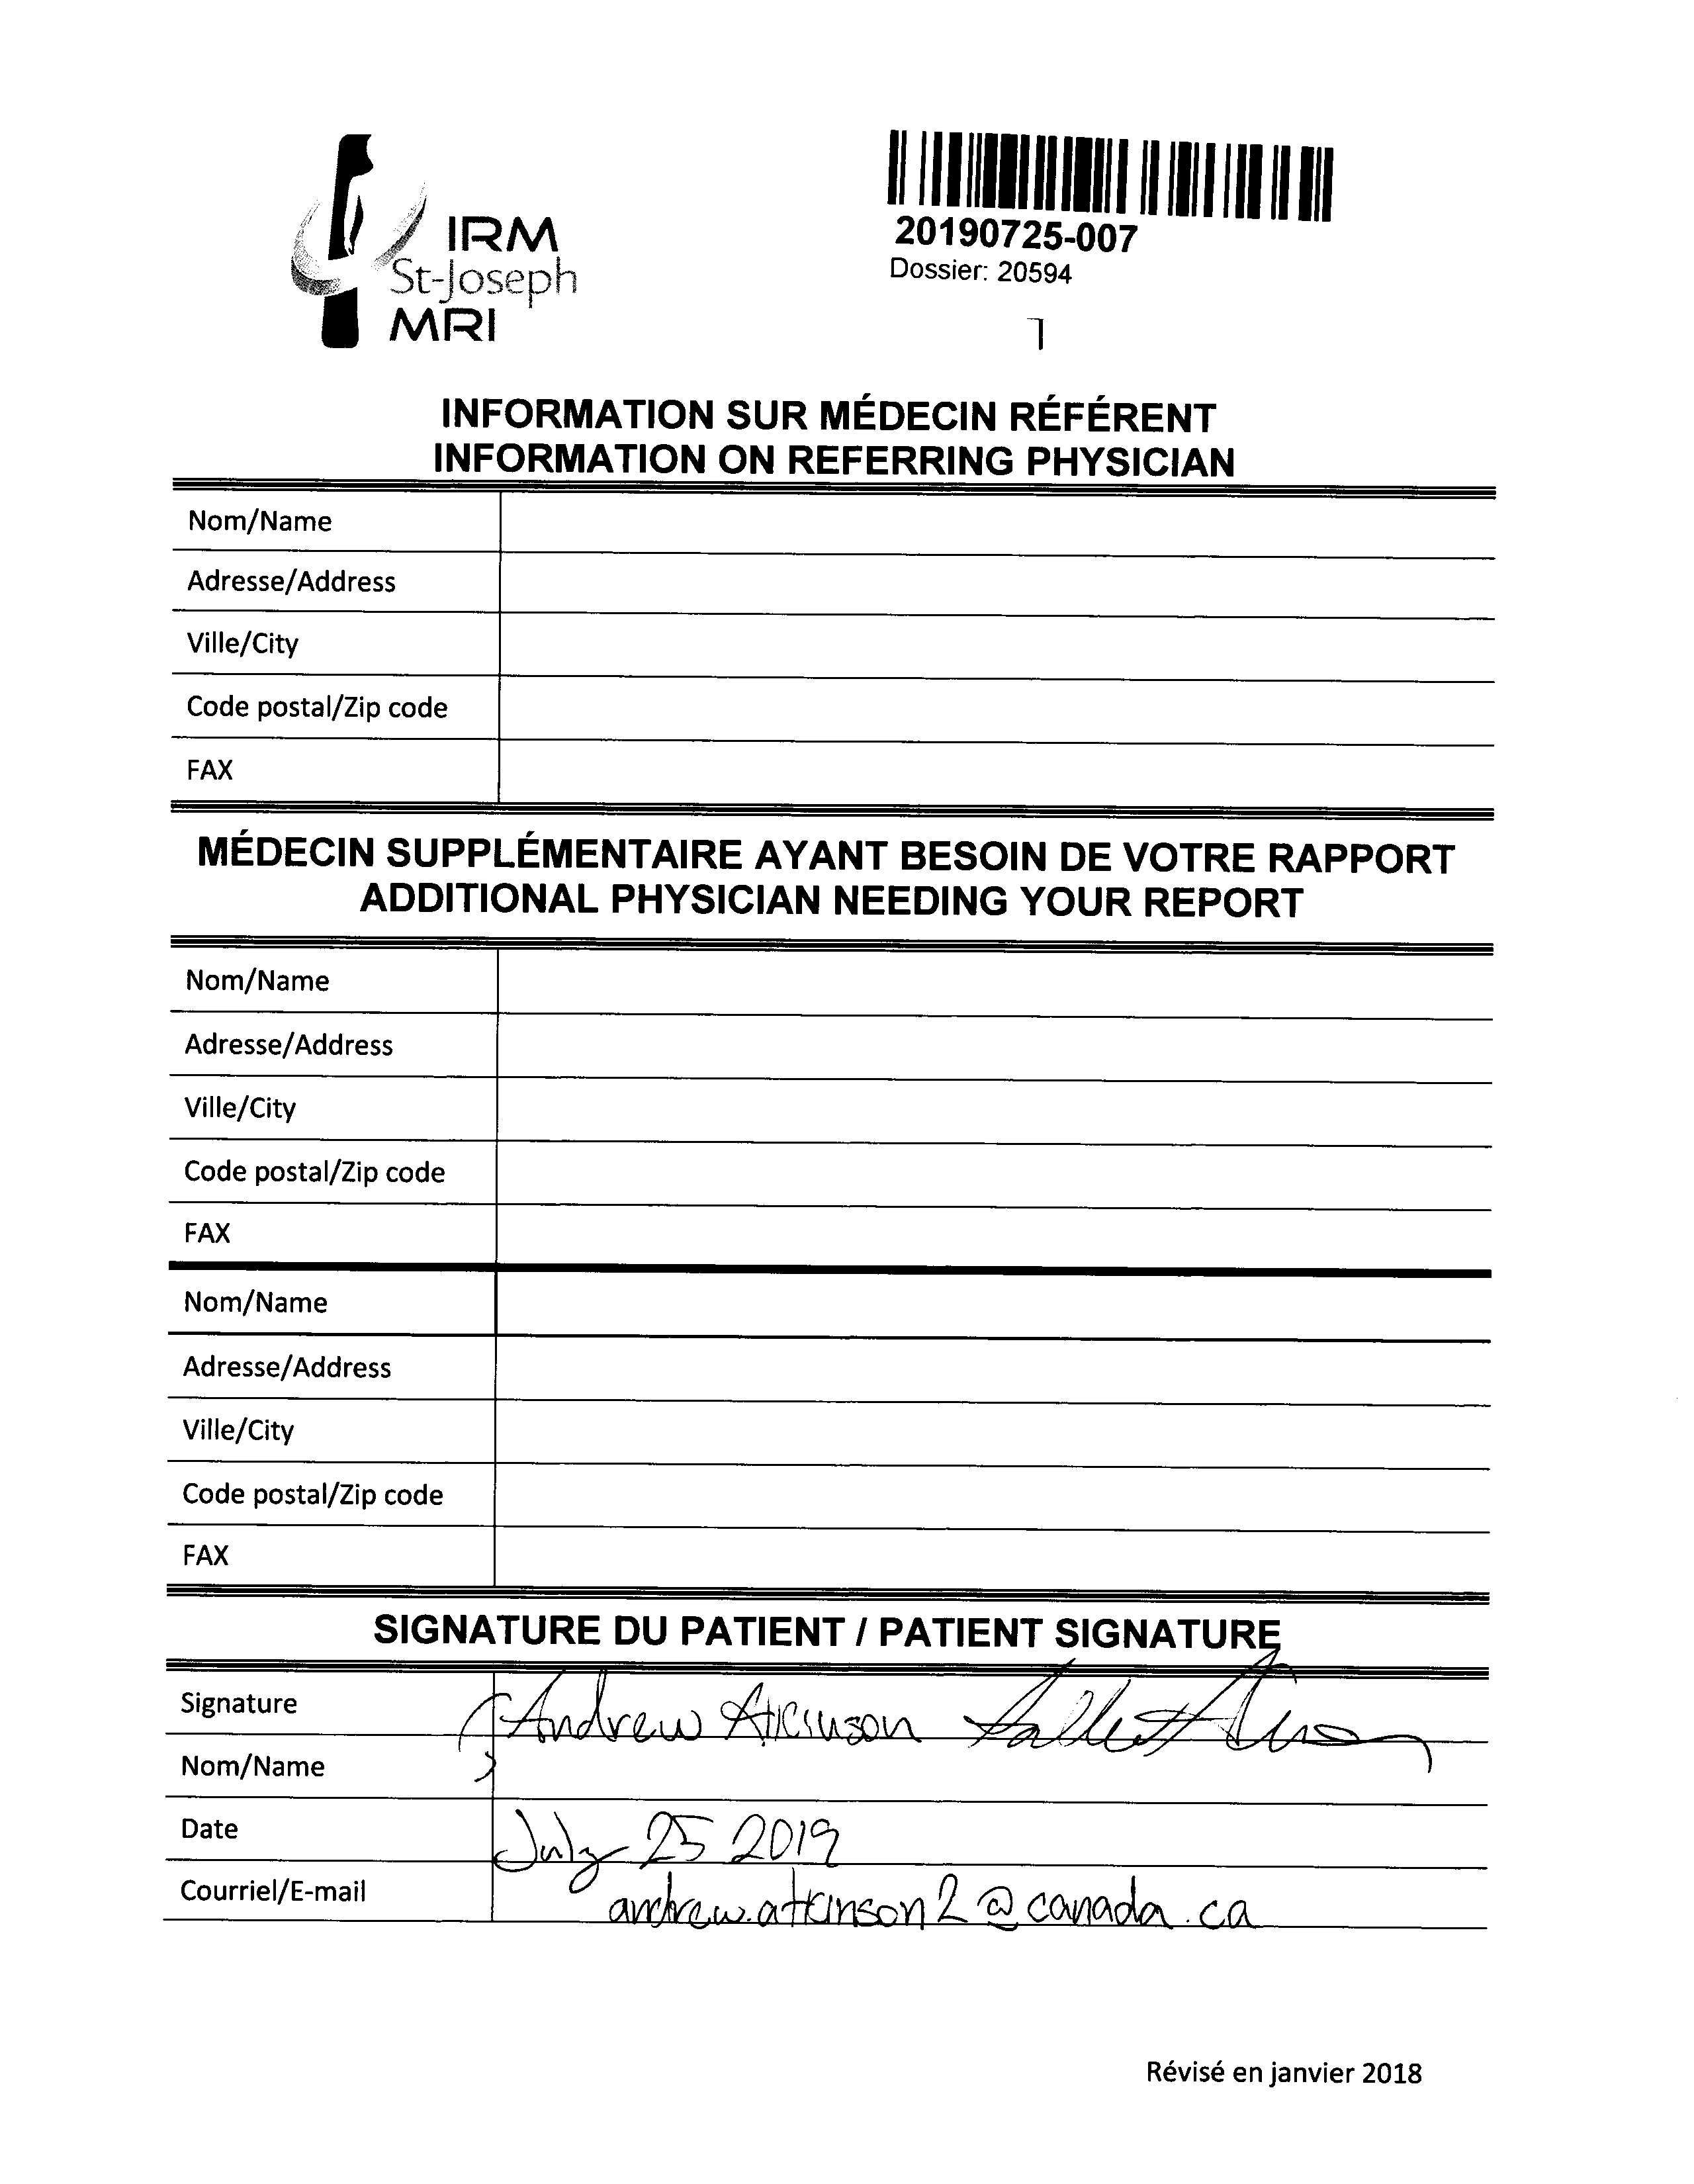 IRM
St-Joseph
MRI
20190725-007
Dossier: 20594
INFORMATION SUR MÉDECIN RÉFÉRENT
INFORMATION ON REFERRING PHYSICIAN
Nom/Name
Adresse/Address
Ville/City
Code postal/Zip code
FAX
MÉDECIN SUPPLÉMENTAIRE AYANT BESOIN DE VOTRE RAPPORT
ADDITIONAL PHYSICIAN NEEDING YOUR REPORT
Nom/Name
Adresse/Address
Ville/City
Code postal/Zip code
FAX
Nom/Name
Adresse/Address
Ville/City
Code postal/Zip code
FAX
SIGNATURE DU PATIENT / PATIENT SIGNATURE
Signature Andrew Atkinson
Nom/Name
Date July 25 2019
Courriel/E-mail andrew.atkinson2@canada.ca
Révisé en janvier 2018